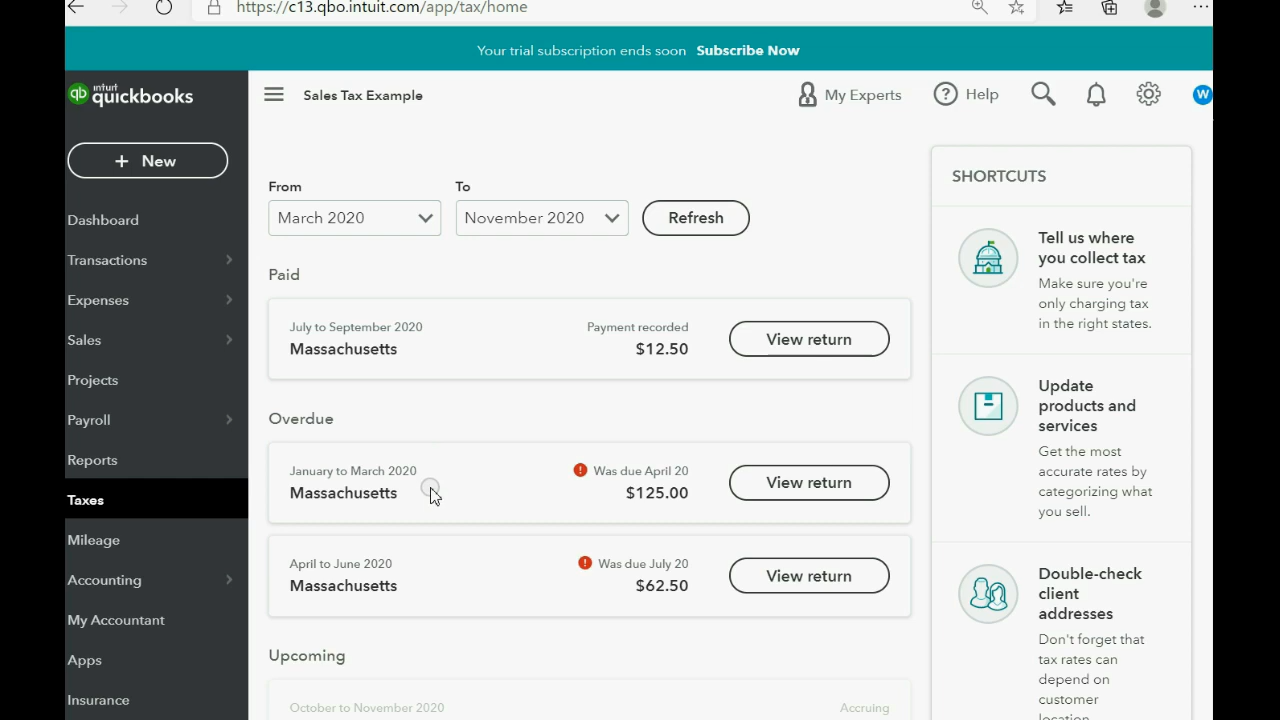 https://c13.qbo.intuit.com/app/tax/home
Your trial subscription ends soon Subscribe Now
intuit
quickbooks
qb
Sales Tax Example
My Experts
Help
W
+ New
Dashboard
Transactions
Expenses
Sales
Projects
Payroll
Reports
Taxes
Mileage
Accounting
My Accountant
Apps
Insurance
From
To
March 2020
November 2020
Refresh
Paid
July to September 2020
Payment recorded
Massachusetts
$12.50
View return
Overdue
January to March 2020
Was due April 20
Massachusetts
$125.00
View return
April to June 2020
Was due July 20
Massachusetts
$62.50
View return
Upcoming
October to November 2020
Accruing
SHORTCUTS
Tell us where
you collect tax
Make sure you're
only charging tax
in the right states.
Update
products and
services
Get the most
accurate rates by
categorizing what
you sell.
Double-check
client
addresses
Don't forget that
tax rates can
depend on
customer
location